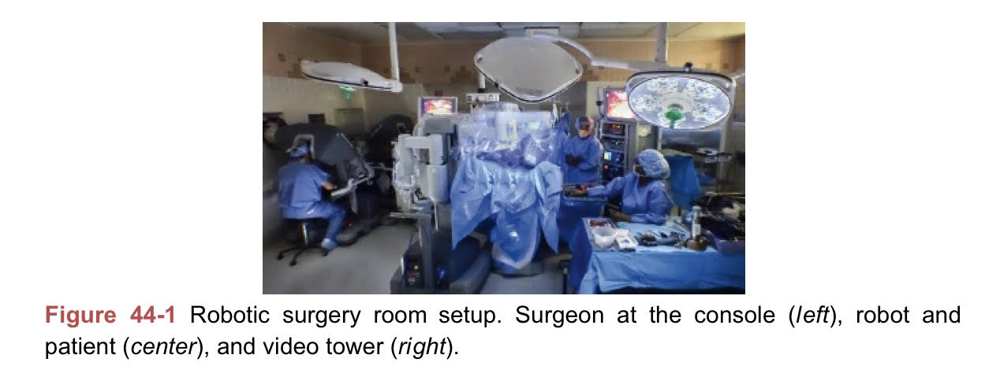 Figure 44-1 Robotic surgery room setup. Surgeon at the console (left), robot and
patient (center), and video tower (right).